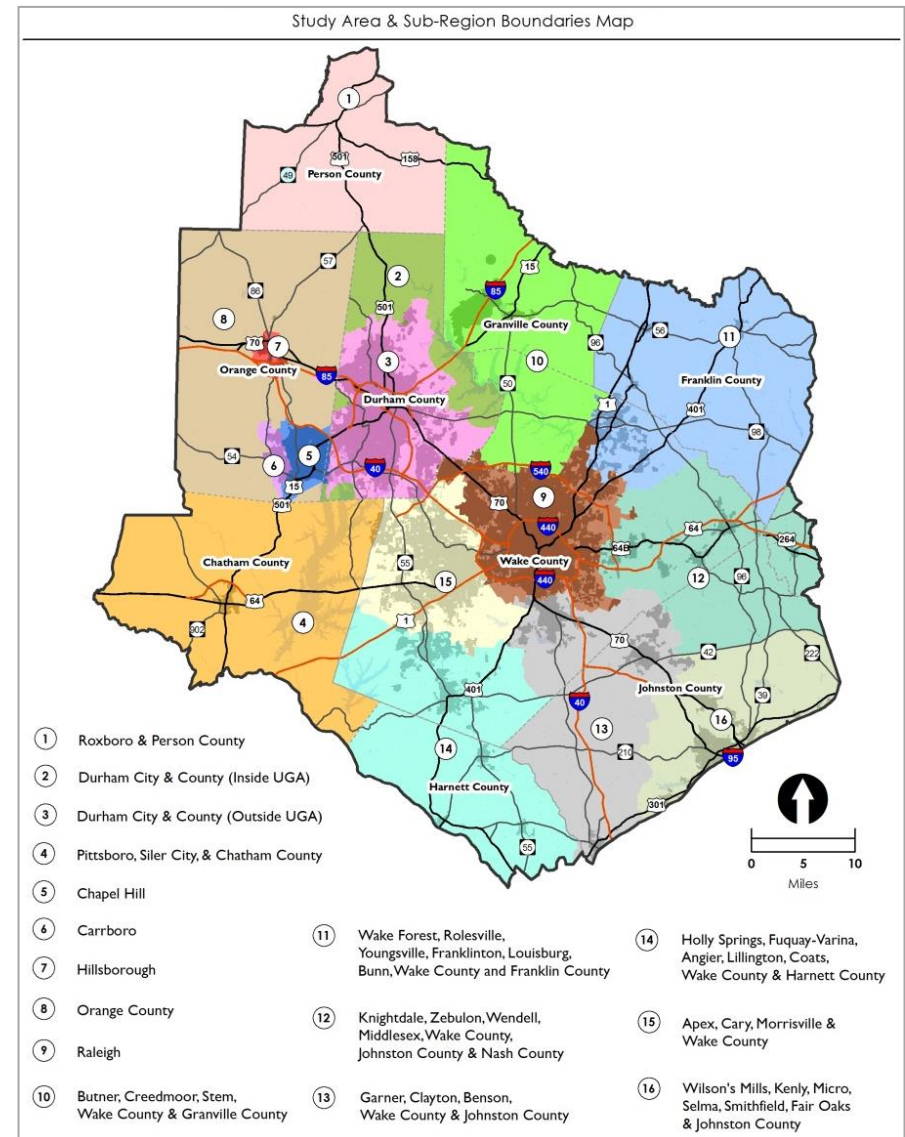 Study Area & Sub-Region Boundaries Map
1
501
158
49
Person County
2
57
15
85
86
501
Granville County
8
56
11
70
7
3
10
96
Orange County
85
50
Franklin County
Durham County
1
401
98
54
6
5
40
540
15
9
501
70
440
64
264
64B
Chatham County
55
Wake County
12
15
440
96
64
1
902
4
70
42
222
401
Johnston County
39
40
16
14
13
210
95
Harnett County
301
55
0 5 10
Miles
1 Roxboro & Person County
2 Durham City & County (Inside UGA)
3 Durham City & County (Outside UGA)
4 Pittsboro, Siler City, & Chatham County
5 Chapel Hill
6 Carrboro
7 Hillsborough
8 Orange County
9 Raleigh
10 Butner, Creedmoor, Stem,
Wake County & Granville County
11 Wake Forest, Rolesville,
Youngsville, Franklinton, Louisburg,
Bunn, Wake County and Franklin County
12 Knightdale, Zebulon, Wendell,
Middlesex, Wake County,
Johnston County & Nash County
13 Garner, Clayton, Benson,
Wake County & Johnston County
14 Holly Springs, Fuquay-Varina,
Angier, Lillington, Coats,
Wake County & Harnett County
15 Apex, Cary, Morrisville &
Wake County
16 Wilson's Mills, Kenly, Micro,
Selma, Smithfield, Fair Oaks
& Johnston County